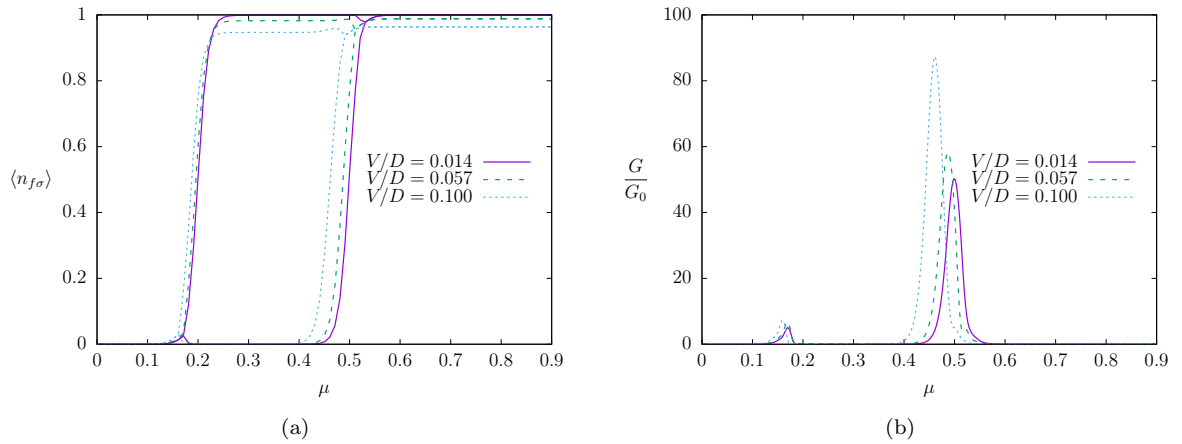 1
0.8
0.6
⟨n_{fσ}⟩
0.4
0.2
0
0 0.1 0.2 0.3 0.4 0.5 0.6 0.7 0.8 0.9
μ
V/D = 0.014
V/D = 0.057
V/D = 0.100
(a)
100
80
60
G
G_0
40
20
0
0 0.1 0.2 0.3 0.4 0.5 0.6 0.7 0.8 0.9
μ
V/D = 0.014
V/D = 0.057
V/D = 0.100
(b)